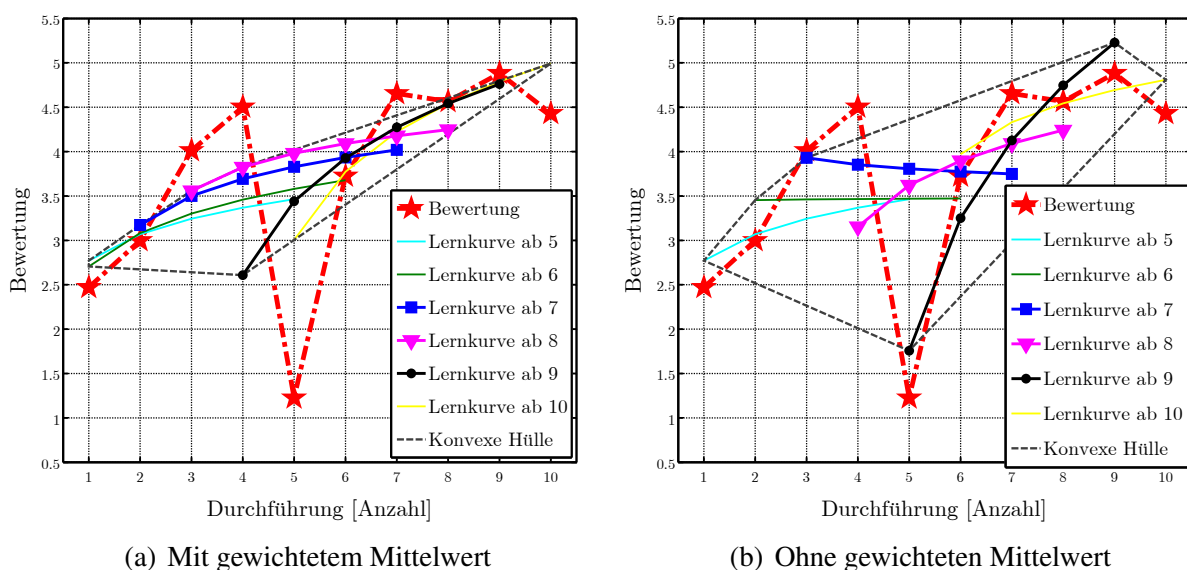 5.5
5
4.5
4
3.5
3
2.5
2
1.5
1
0.5
Bewertung
1 2 3 4 5 6 7 8 9 10
Durchführung [Anzahl]
Bewertung
Lernkurve ab 5
Lernkurve ab 6
Lernkurve ab 7
Lernkurve ab 8
Lernkurve ab 9
Lernkurve ab 10
Konvexe Hülle
(a) Mit gewichtetem Mittelwert
5.5
5
4.5
4
3.5
3
2.5
2
1.5
1
0.5
Bewertung
1 2 3 4 5 6 7 8 9 10
Durchführung [Anzahl]
Bewertung
Lernkurve ab 5
Lernkurve ab 6
Lernkurve ab 7
Lernkurve ab 8
Lernkurve ab 9
Lernkurve ab 10
Konvexe Hülle
(b) Ohne gewichteten Mittelwert